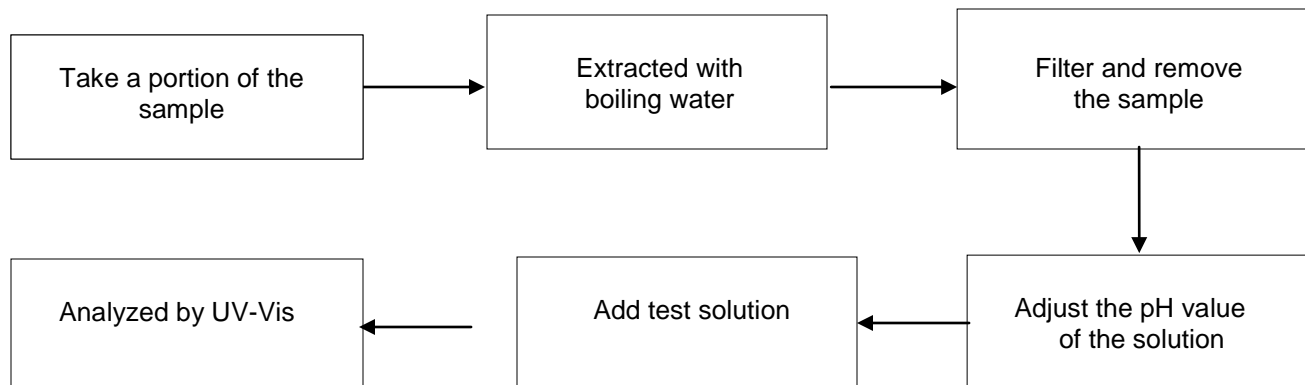 Take a portion of the
sample
Extracted with
boiling water
Filter and remove
the sample
Adjust the pH value
of the solution
Add test solution
Analyzed by UV-Vis